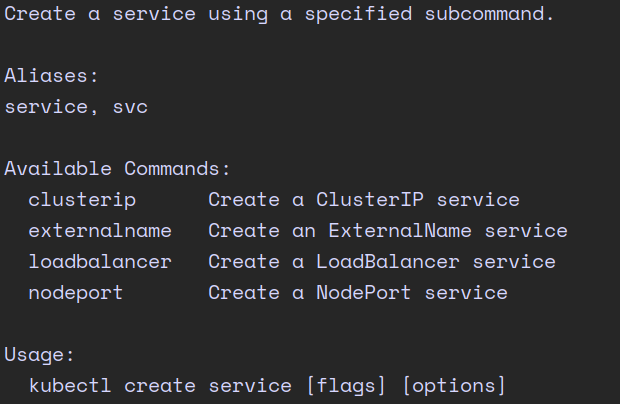 Create a service using a specified subcommand.
Aliases:
service, svc
Available Commands:
clusterip Create a ClusterIP service
externalname Create an ExternalName service
loadbalancer Create a LoadBalancer service
nodeport Create a NodePort service
Usage:
kubectl create service [flags] [options]